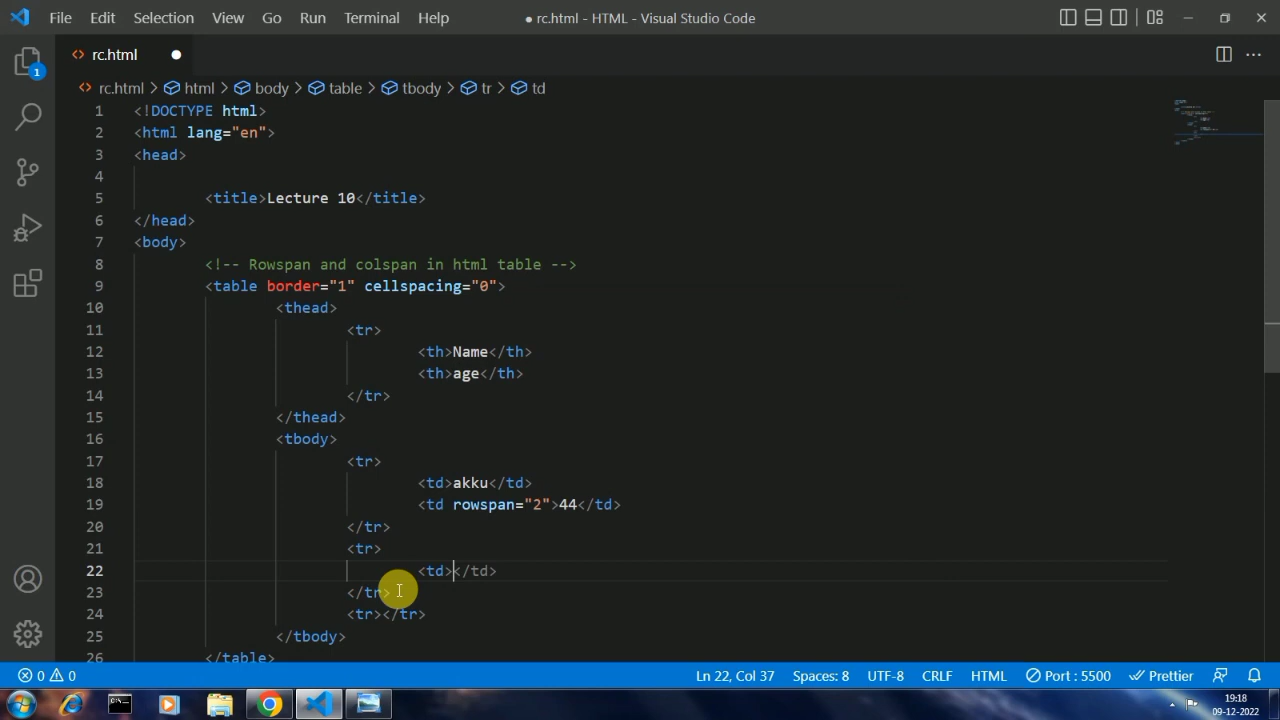 File Edit Selection View Go Run Terminal Help ● rc.html - HTML - Visual Studio Code
<> rc.html ●
1
<> rc.html > html > body > table > tbody > tr > td
1 <!DOCTYPE html>
2 <html lang="en">
3 <head>
4
5 <title>Lecture 10</title>
6 </head>
7 <body>
8 <!-- Rowspan and colspan in html table -->
9 <table border="1" cellspacing="0">
10 <thead>
11 <tr>
12 <th>Name</th>
13 <th>age</th>
14 </tr>
15 </thead>
16 <tbody>
17 <tr>
18 <td>akku</td>
19 <td rowspan="2">44</td>
20 </tr>
21 <tr>
22 <td></td>
23 </tr>
24 <tr></tr>
25 </tbody>
26 </table>
0 0 Ln 22, Col 37 Spaces: 8 UTF-8 CRLF HTML Port : 5500 Prettier
19:18
09-12-2022